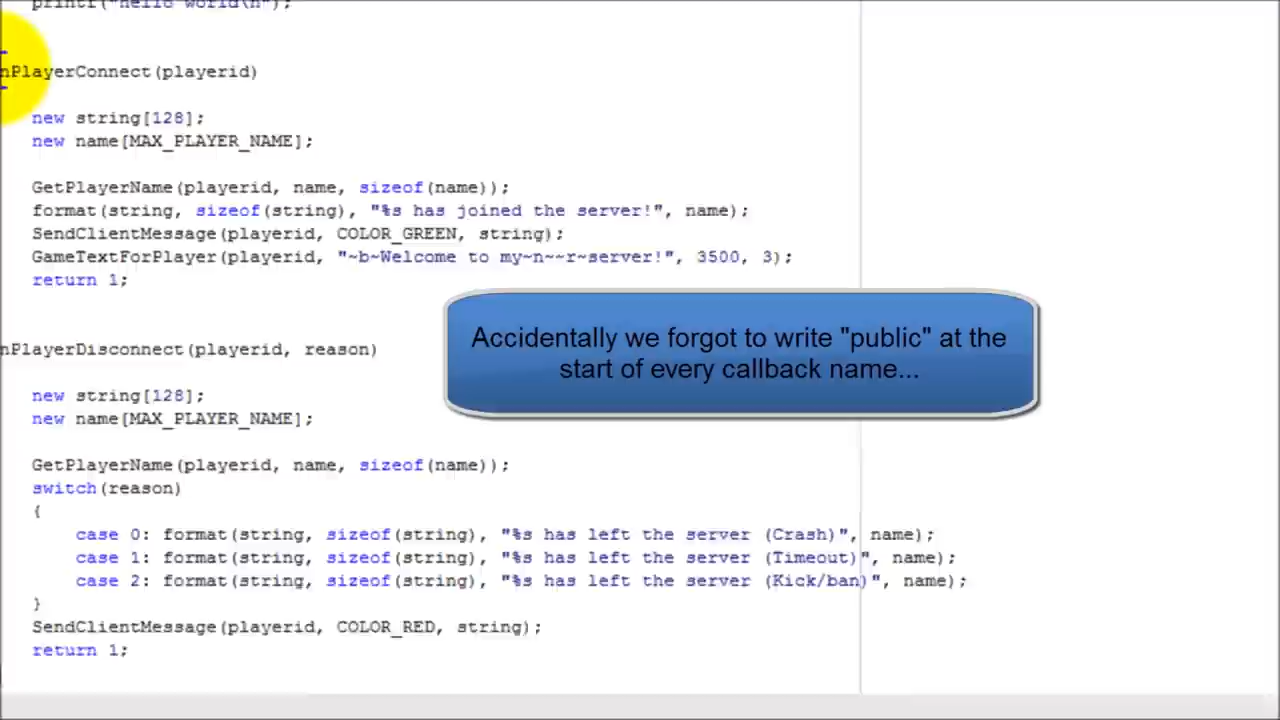 printf("hello world\n");
nPlayerConnect(playerid)
new string[128];
new name[MAX_PLAYER_NAME];
GetPlayerName(playerid, name, sizeof(name));
format(string, sizeof(string), "%s has joined the server!", name);
SendClientMessage(playerid, COLOR_GREEN, string);
GameTextForPlayer(playerid, "~b~Welcome to my~n~~r~server!", 3500, 3);
return 1;
Accidentally we forgot to write "public" at the
start of every callback name...
nPlayerDisconnect(playerid, reason)
new string[128];
new name[MAX_PLAYER_NAME];
GetPlayerName(playerid, name, sizeof(name));
switch(reason)
{
case 0: format(string, sizeof(string), "%s has left the server (Crash)", name);
case 1: format(string, sizeof(string), "%s has left the server (Timeout)", name);
case 2: format(string, sizeof(string), "%s has left the server (Kick/ban)", name);
}
SendClientMessage(playerid, COLOR_RED, string);
return 1;